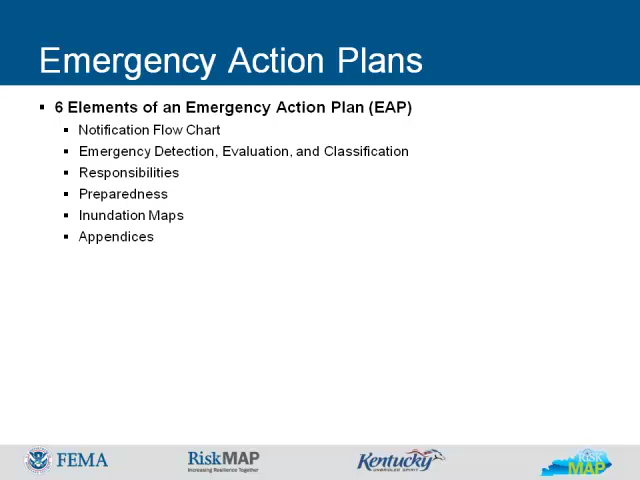 Emergency Action Plans
6 Elements of an Emergency Action Plan (EAP)
Notification Flow Chart
Emergency Detection, Evaluation, and Classification
Responsibilities
Preparedness
Inundation Maps
Appendices
FEMA
RiskMAP
Increasing Resilience Together
Kentucky
UNBRIDLED SPIRIT
RISK
MAP